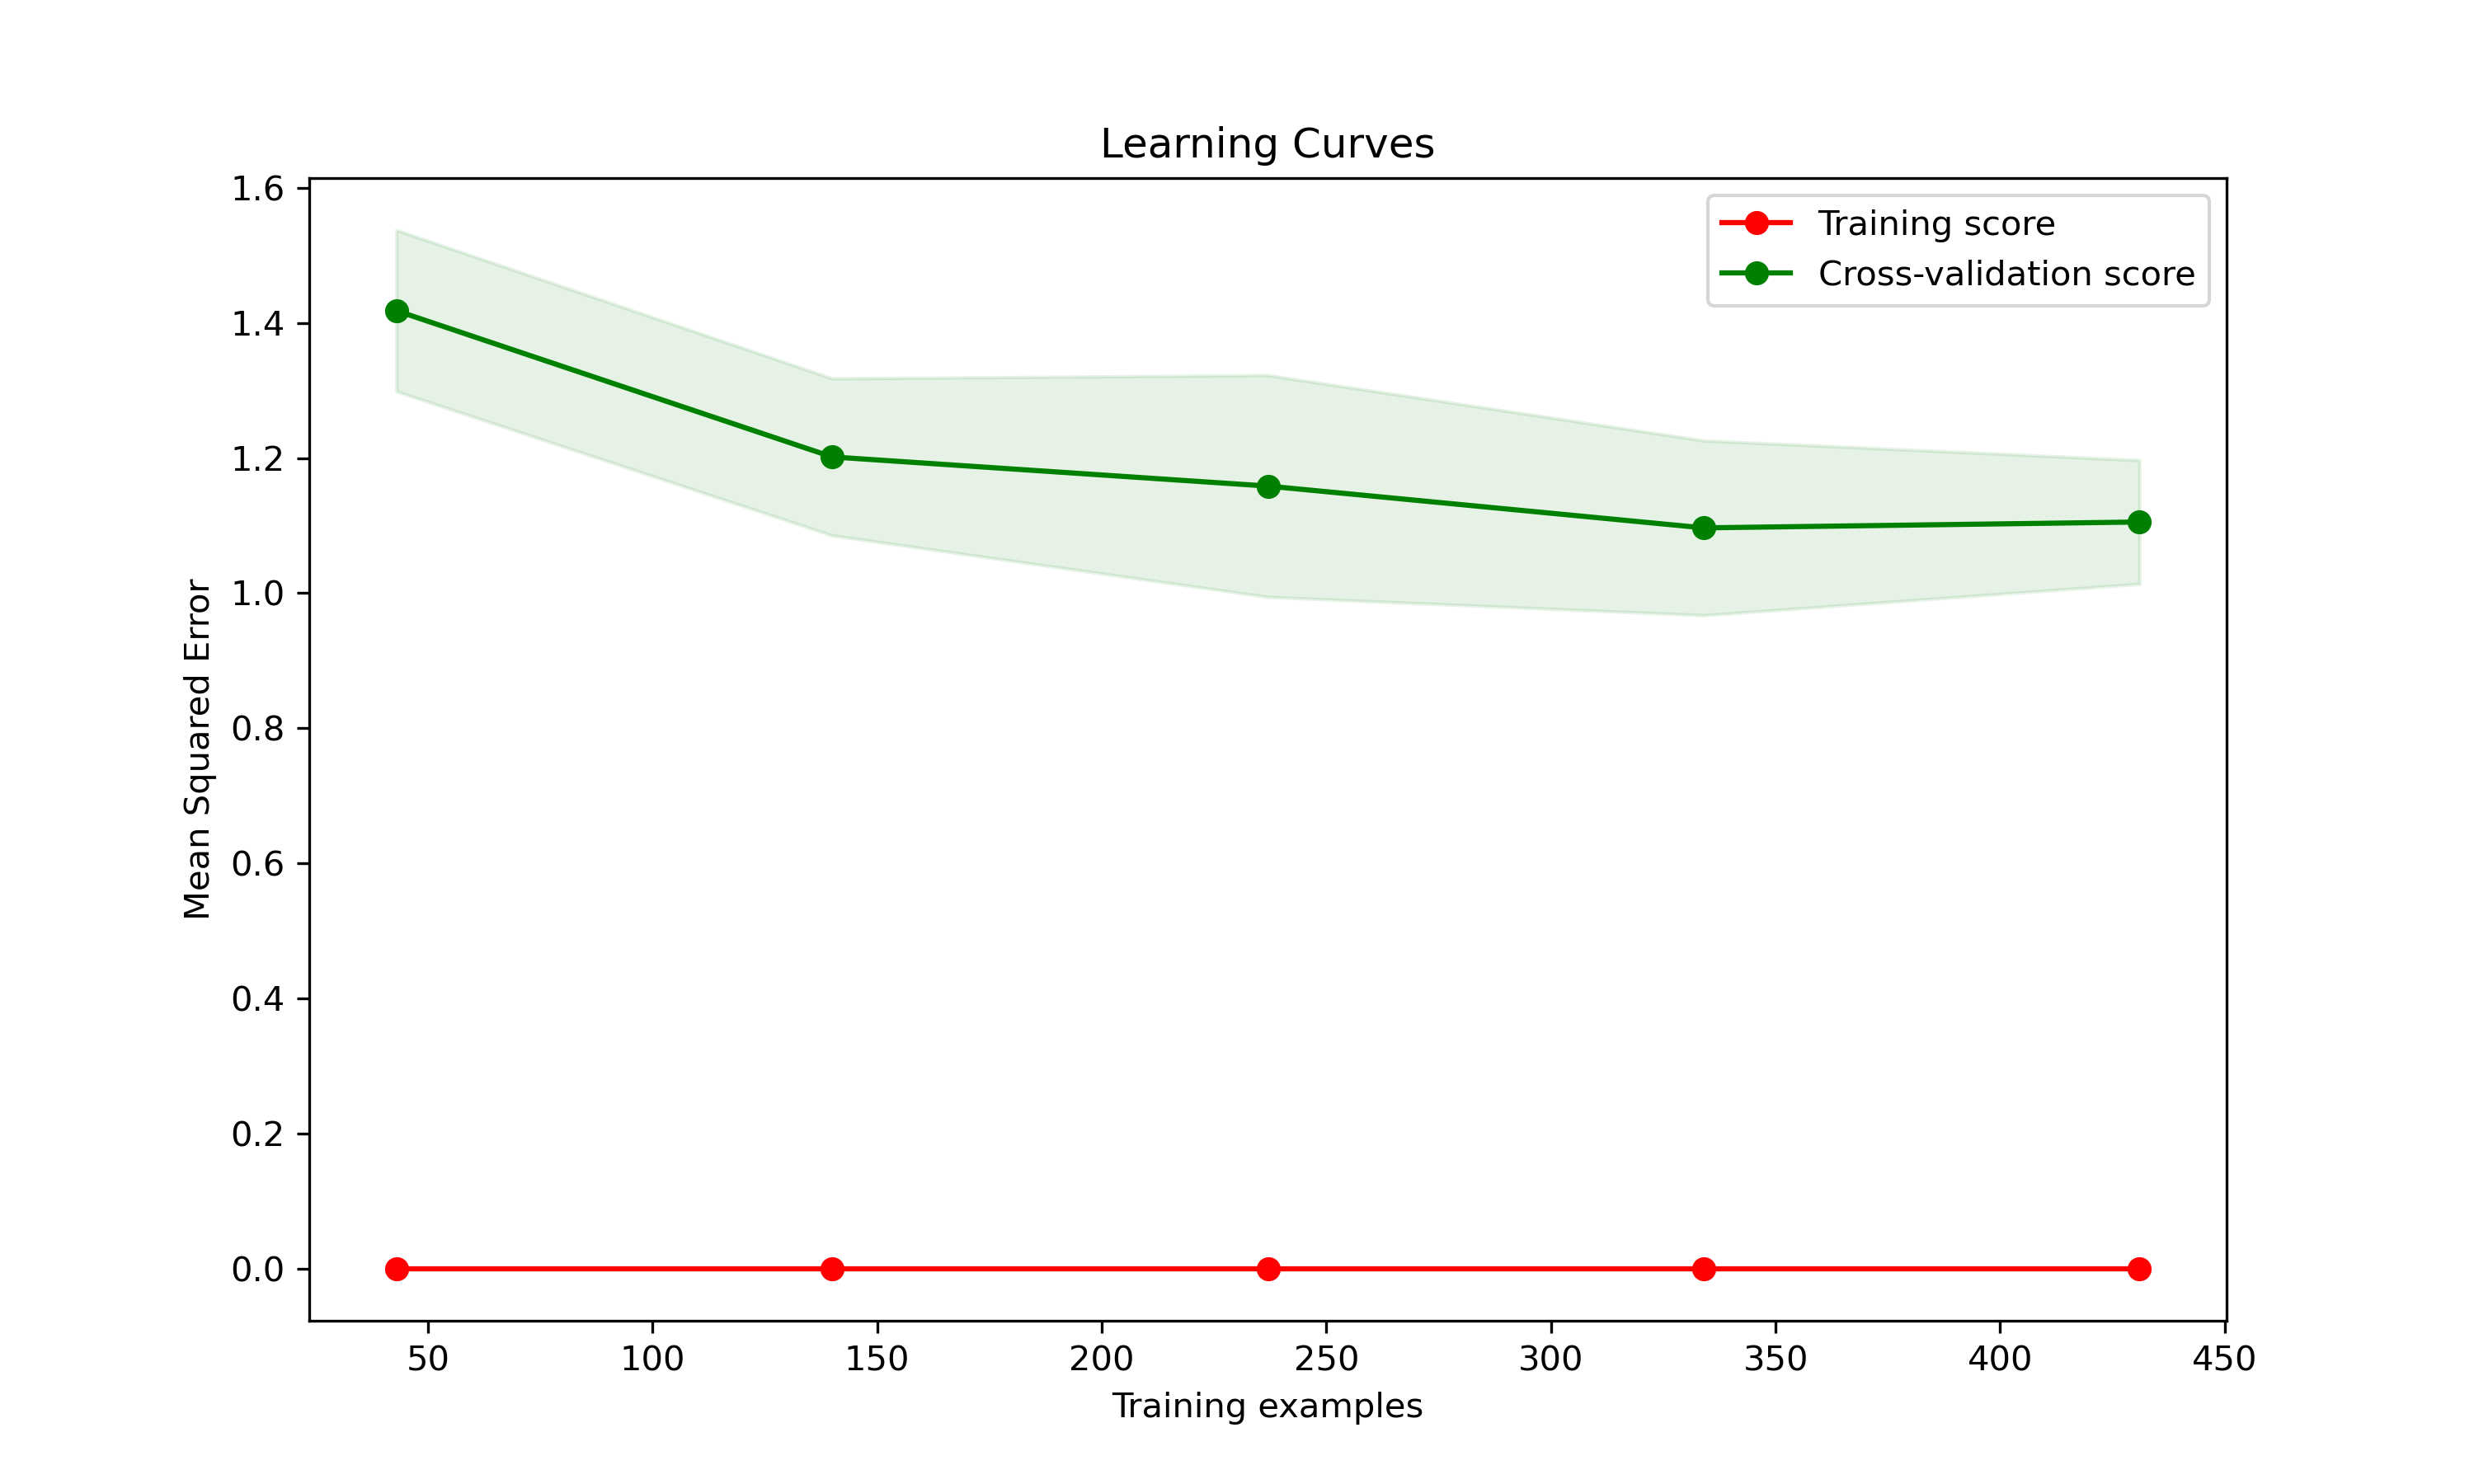 Learning Curves
Training score
Cross-validation score
1.6
1.4
1.2
1.0
0.8
0.6
0.4
0.2
0.0
Mean Squared Error
50 100 150 200 250 300 350 400 450
Training examples